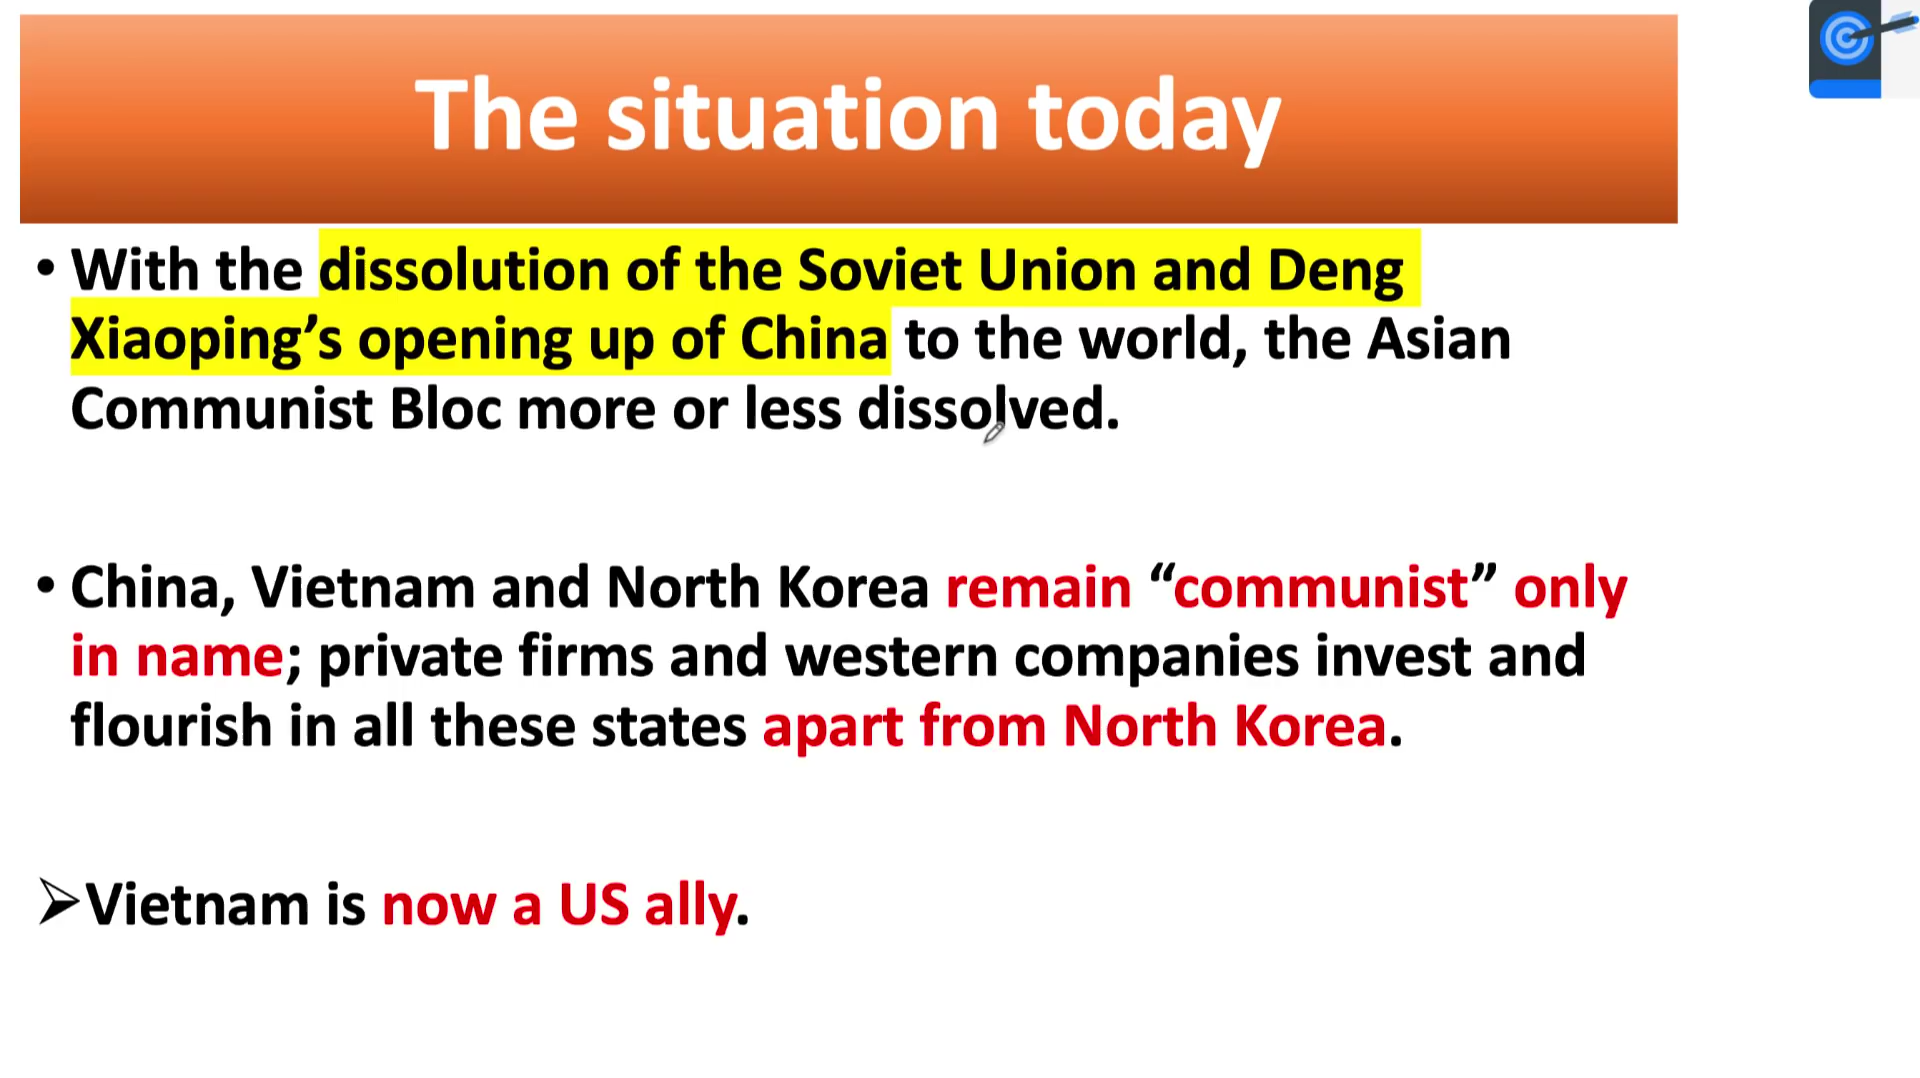 The situation today
• With the dissolution of the Soviet Union and Deng
Xiaoping’s opening up of China to the world, the Asian
Communist Bloc more or less dissolved.
• China, Vietnam and North Korea remain “communist” only
in name; private firms and western companies invest and
flourish in all these states apart from North Korea.
➢Vietnam is now a US ally.